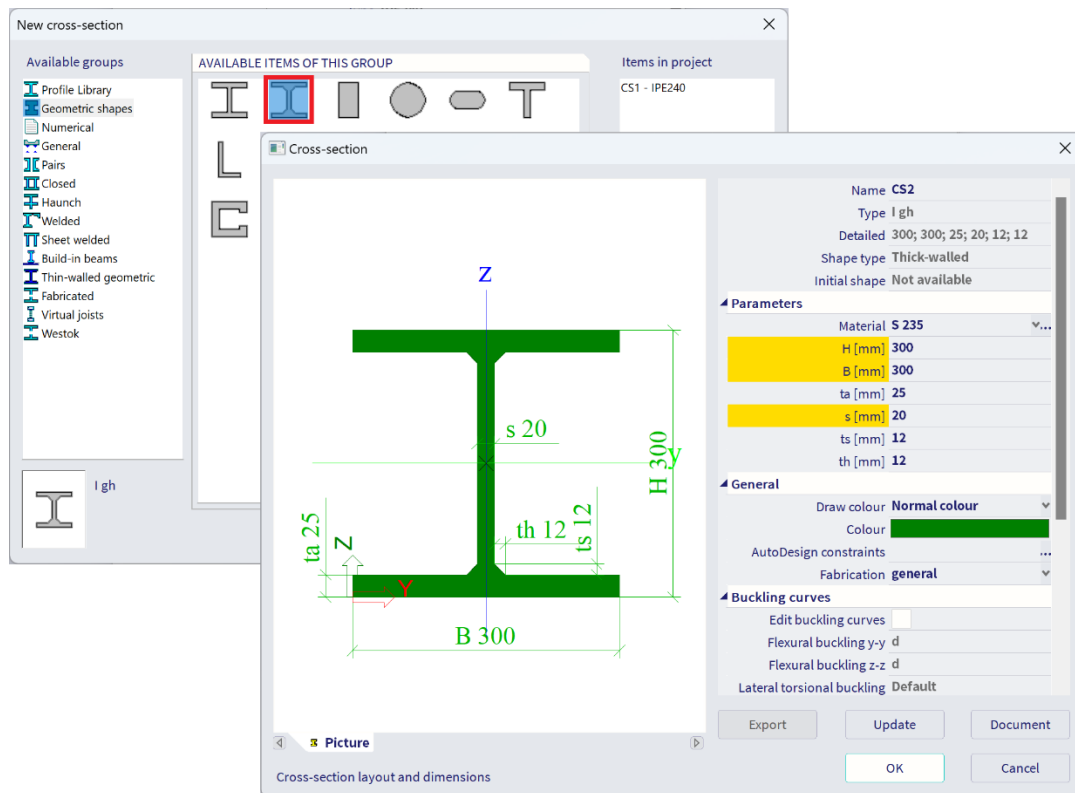 New cross-section
Available groups
Profile Library
Geometric shapes
Numerical
General
Pairs
Closed
Haunch
Welded
Sheet welded
Build-in beams
Thin-walled geometric
Fabricated
Virtual joists
Westok
I gh
AVAILABLE ITEMS OF THIS GROUP
Items in project
CS1 - IPE240
Cross-section
z
s 20
H 300
y
ta 25
Z
th 12
ts 12
Y
B 300
Picture
Cross-section layout and dimensions
Name CS2
Type I gh
Detailed 300; 300; 25; 20; 12; 12
Shape type Thick-walled
Initial shape Not available
Parameters
Material S 235
H [mm] 300
B [mm] 300
ta [mm] 25
s [mm] 20
ts [mm] 12
th [mm] 12
General
Draw colour Normal colour
Colour
AutoDesign constraints ...
Fabrication general
Buckling curves
Edit buckling curves
Flexural buckling y-y d
Flexural buckling z-z d
Lateral torsional buckling Default
Export Update Document
OK Cancel